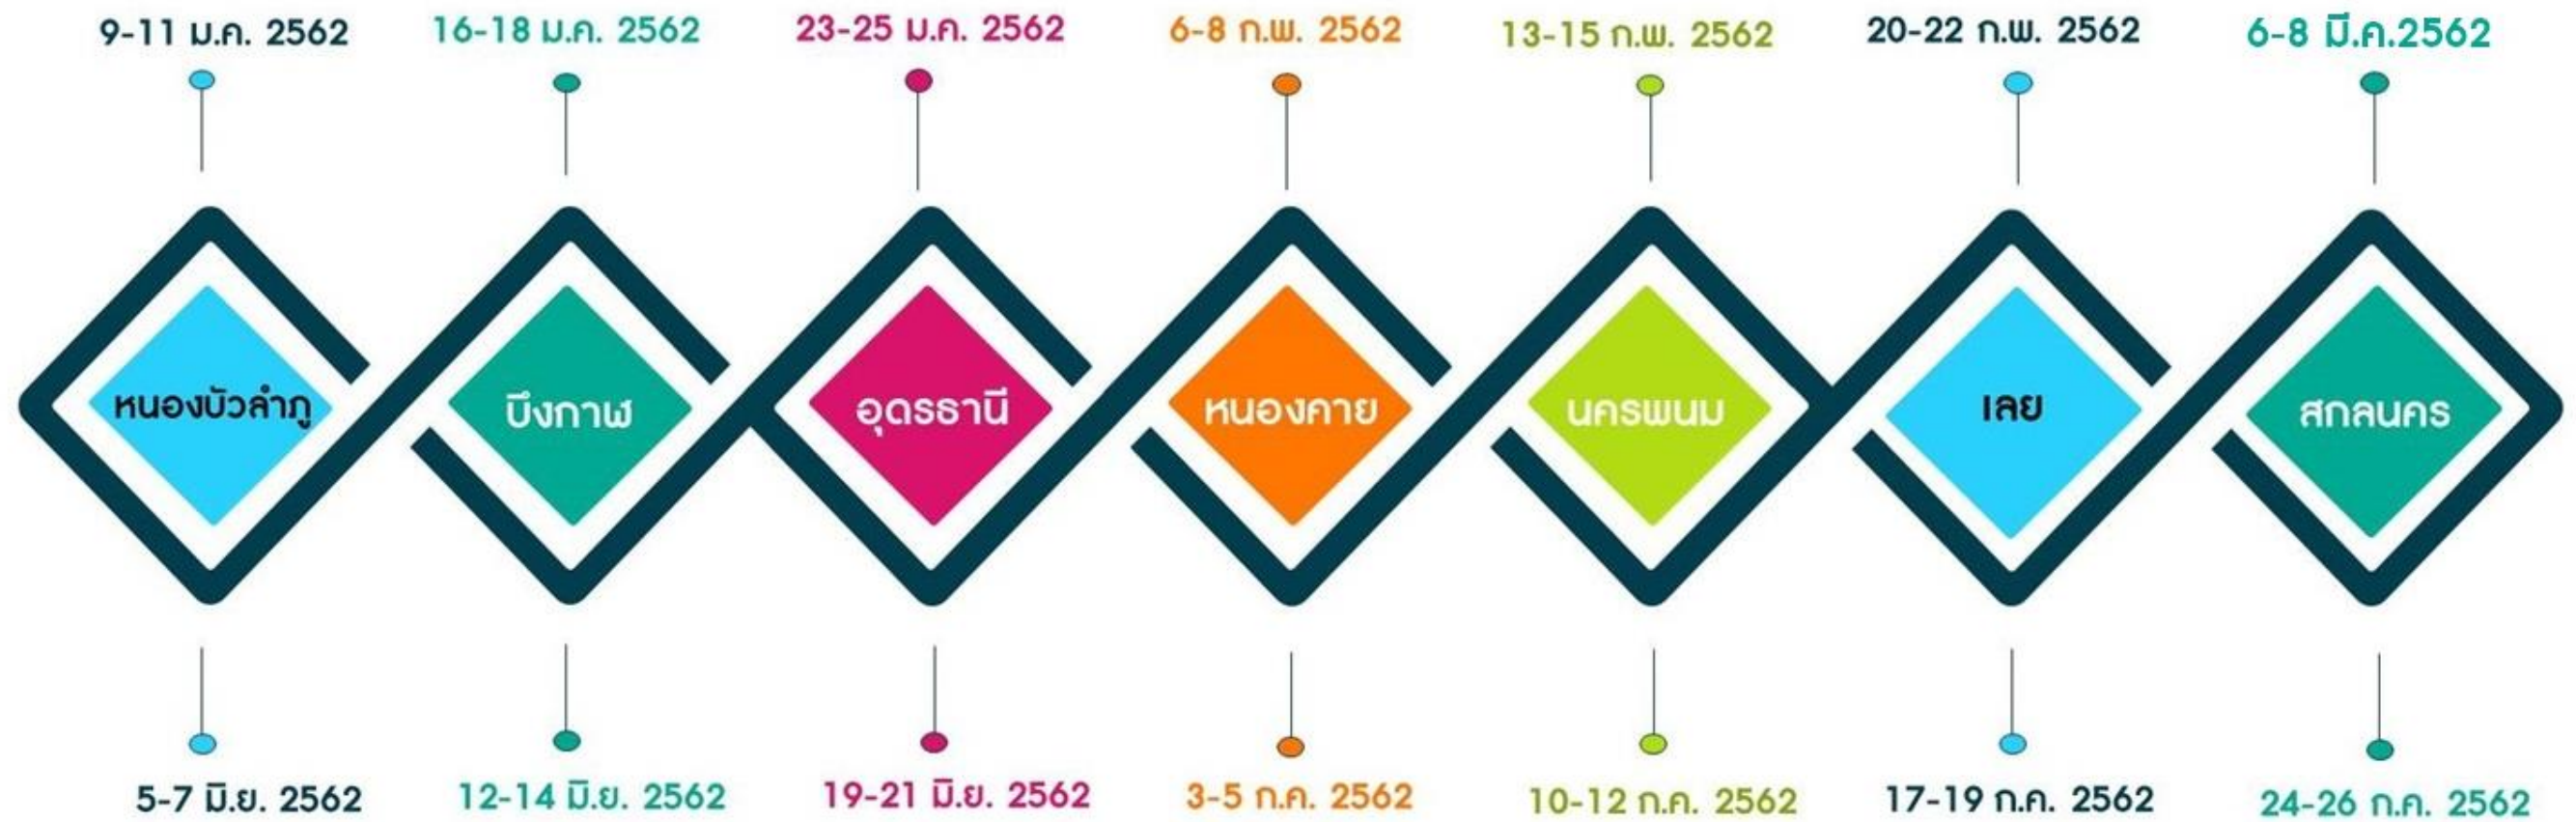 9-11 ม.ค. 2562
16-18 ม.ค. 2562
23-25 ม.ค. 2562
6-8 ก.พ. 2562
13-15 ก.พ. 2562
20-22 ก.พ. 2562
6-8 มี.ค.2562
หนองบัวลำภู
บึงกาฬ
อุดรธานี
หนองคาย
นครพนม
เลย
สกลนคร
5-7 มิ.ย. 2562
12-14 มิ.ย. 2562
19-21 มิ.ย. 2562
3-5 ก.ค. 2562
10-12 ก.ค. 2562
17-19 ก.ค. 2562
24-26 ก.ค. 2562